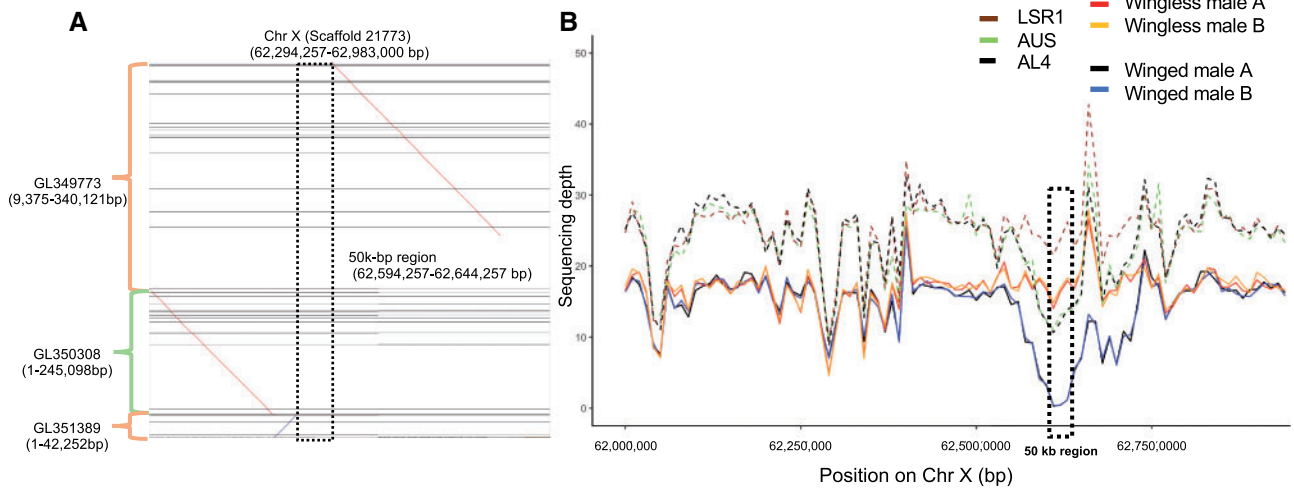 A
Chr X (Scaffold 21773)
(62,294,257-62,983,000 bp)
GL349773
(9,375-340,121bp)
50k-bp region
(62,594,257-62,644,257 bp)
GL350308
(1-245,098bp)
GL351389
(1-42,252bp)
B
LSR1
AUS
AL4
Wingless male A
Wingless male B
Winged male A
Winged male B
Sequencing depth
50
40
30
20
10
0
62,000,000
62,250,000
62,500,000
50 kb region
62,750,000
Position on Chr X (bp)